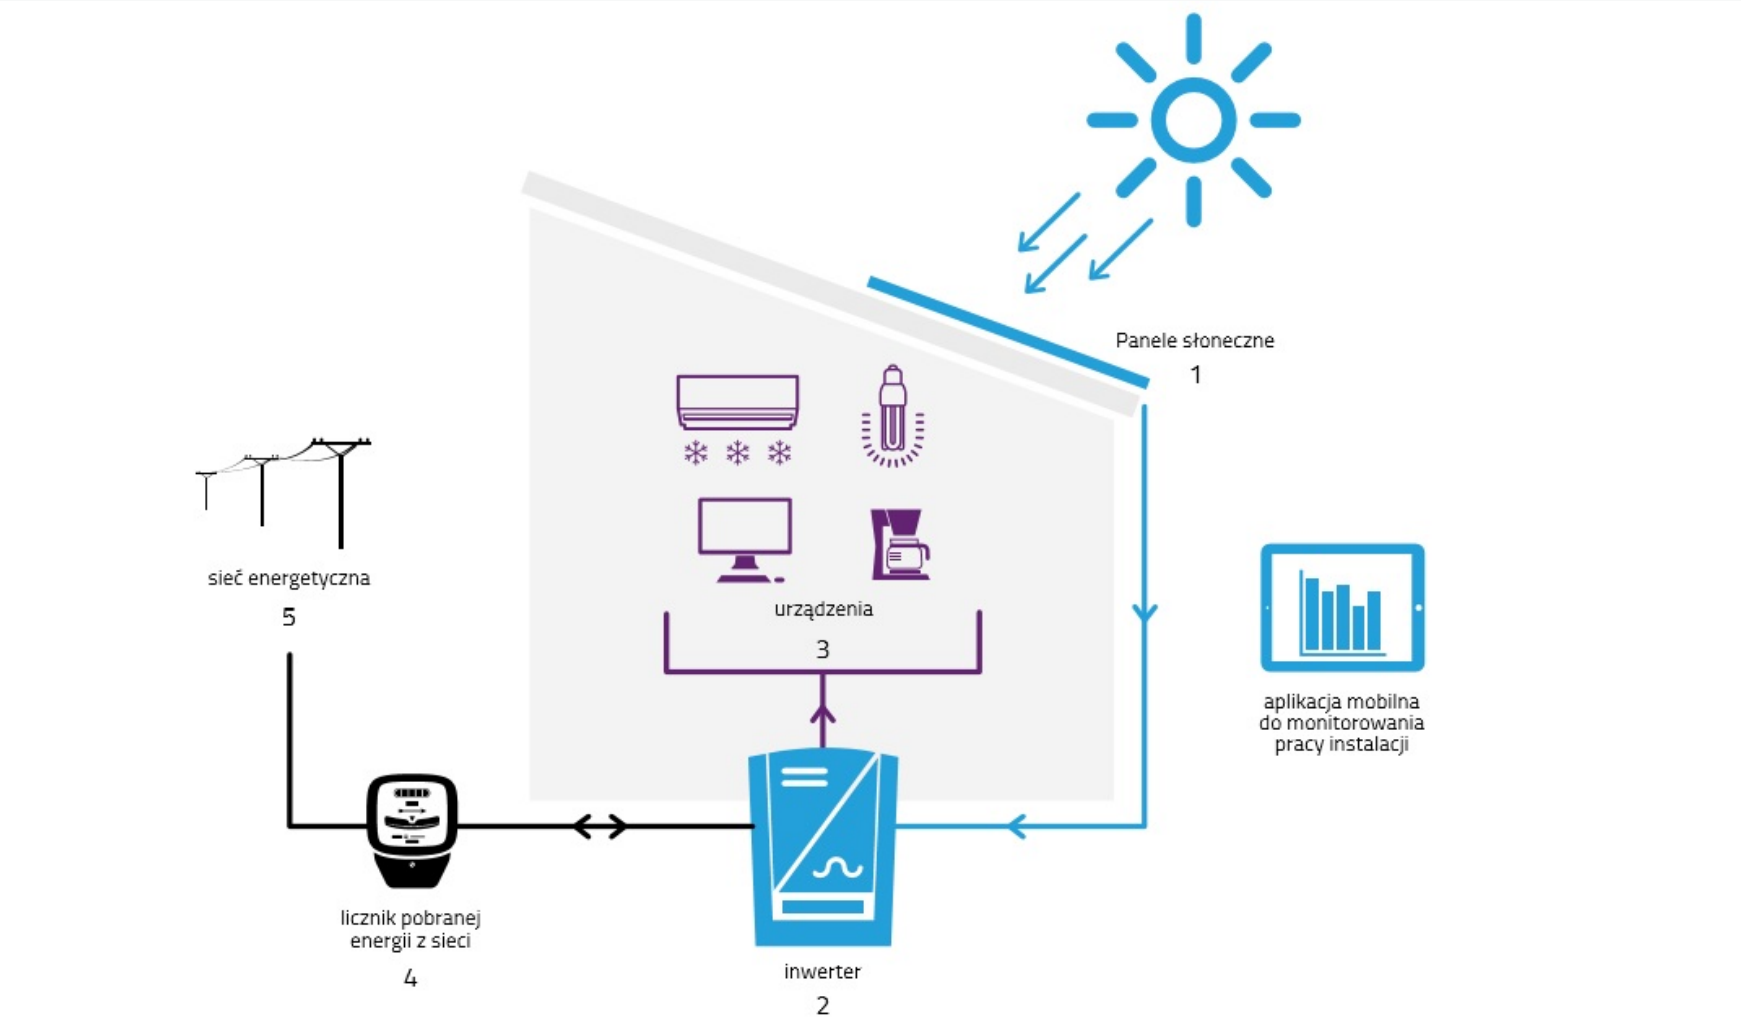 Panele słoneczne
1
urządzenia
3
sieć energetyczna
5
aplikacja mobilna
do monitorowania
pracy instalacji
licznik pobranej
energii z sieci
4
inwerter
2